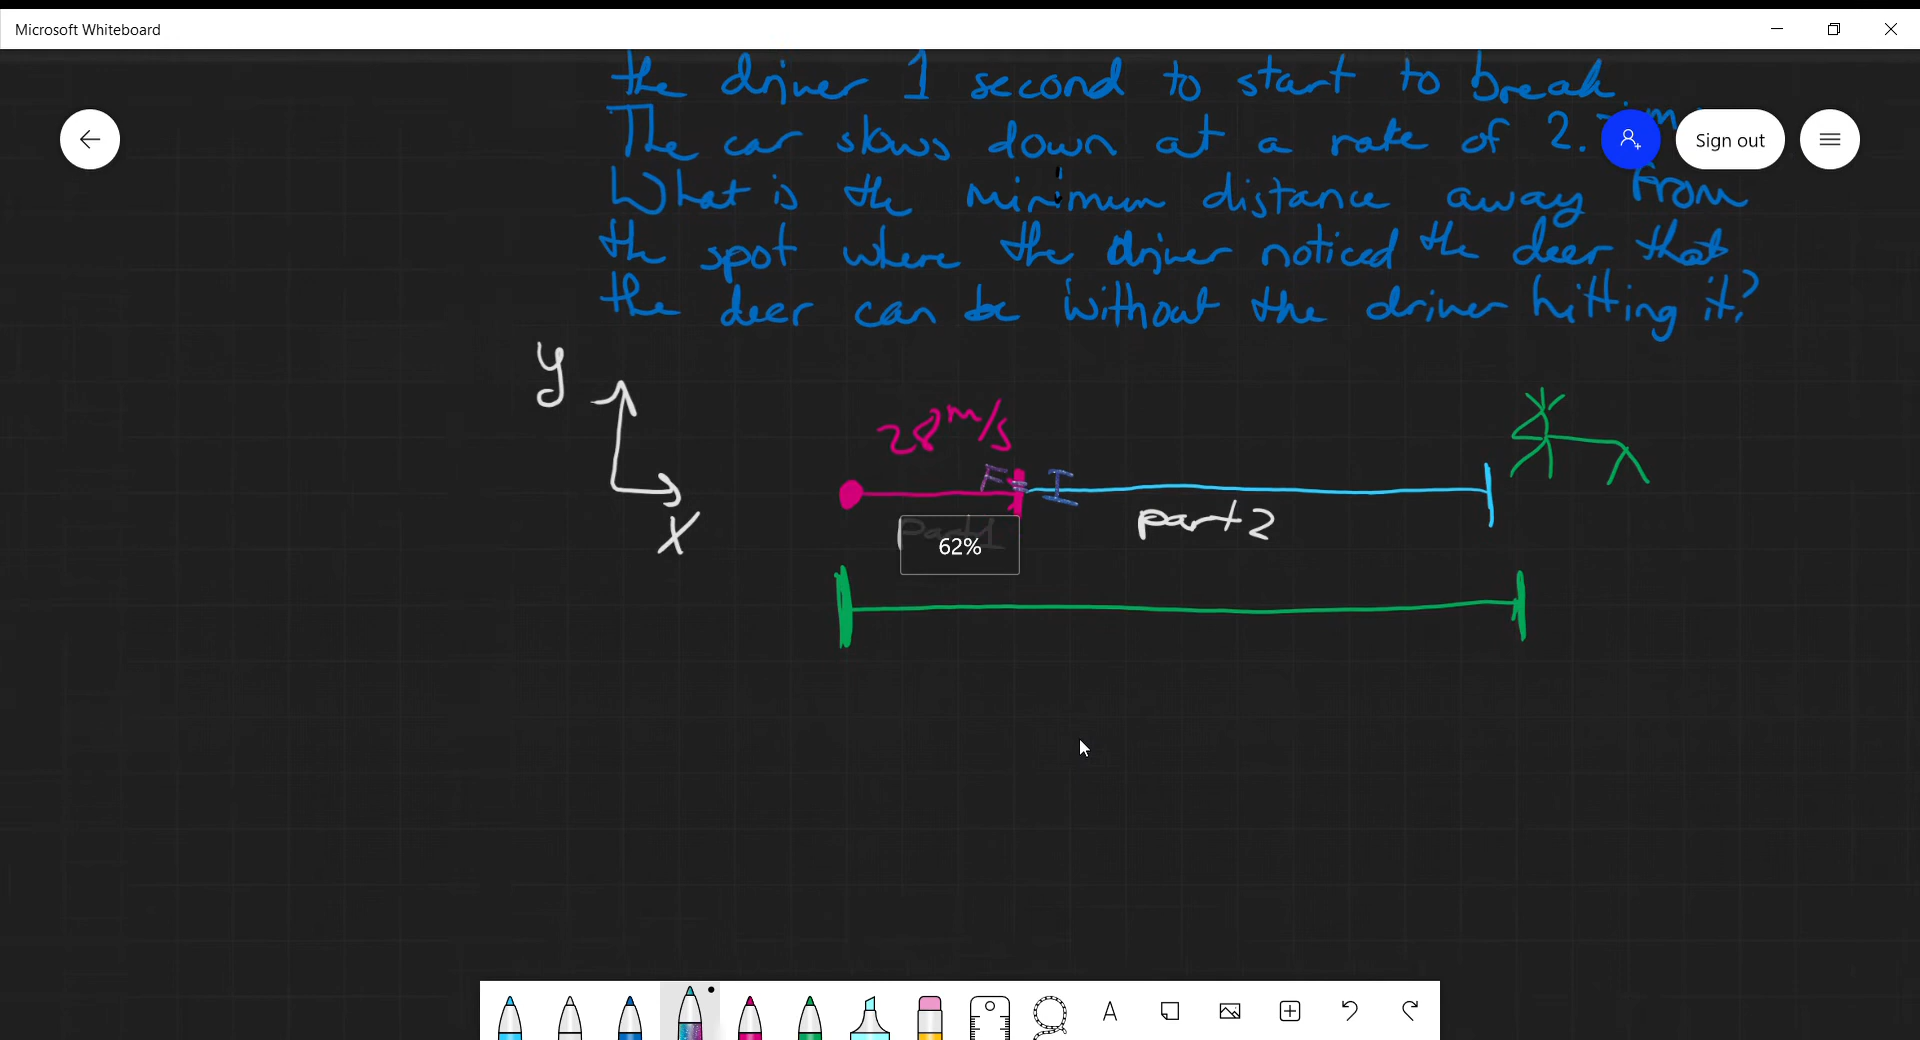 Microsoft Whiteboard
the driver 1 second to start to break.
The car slows down at a rate of 2.
Sign out
What is the minimum distance away from
the spot where the driver noticed the deer that
the deer can be without the driver hitting it?
y
28 m/s
F = I
part 1
part 2
x
62%
A